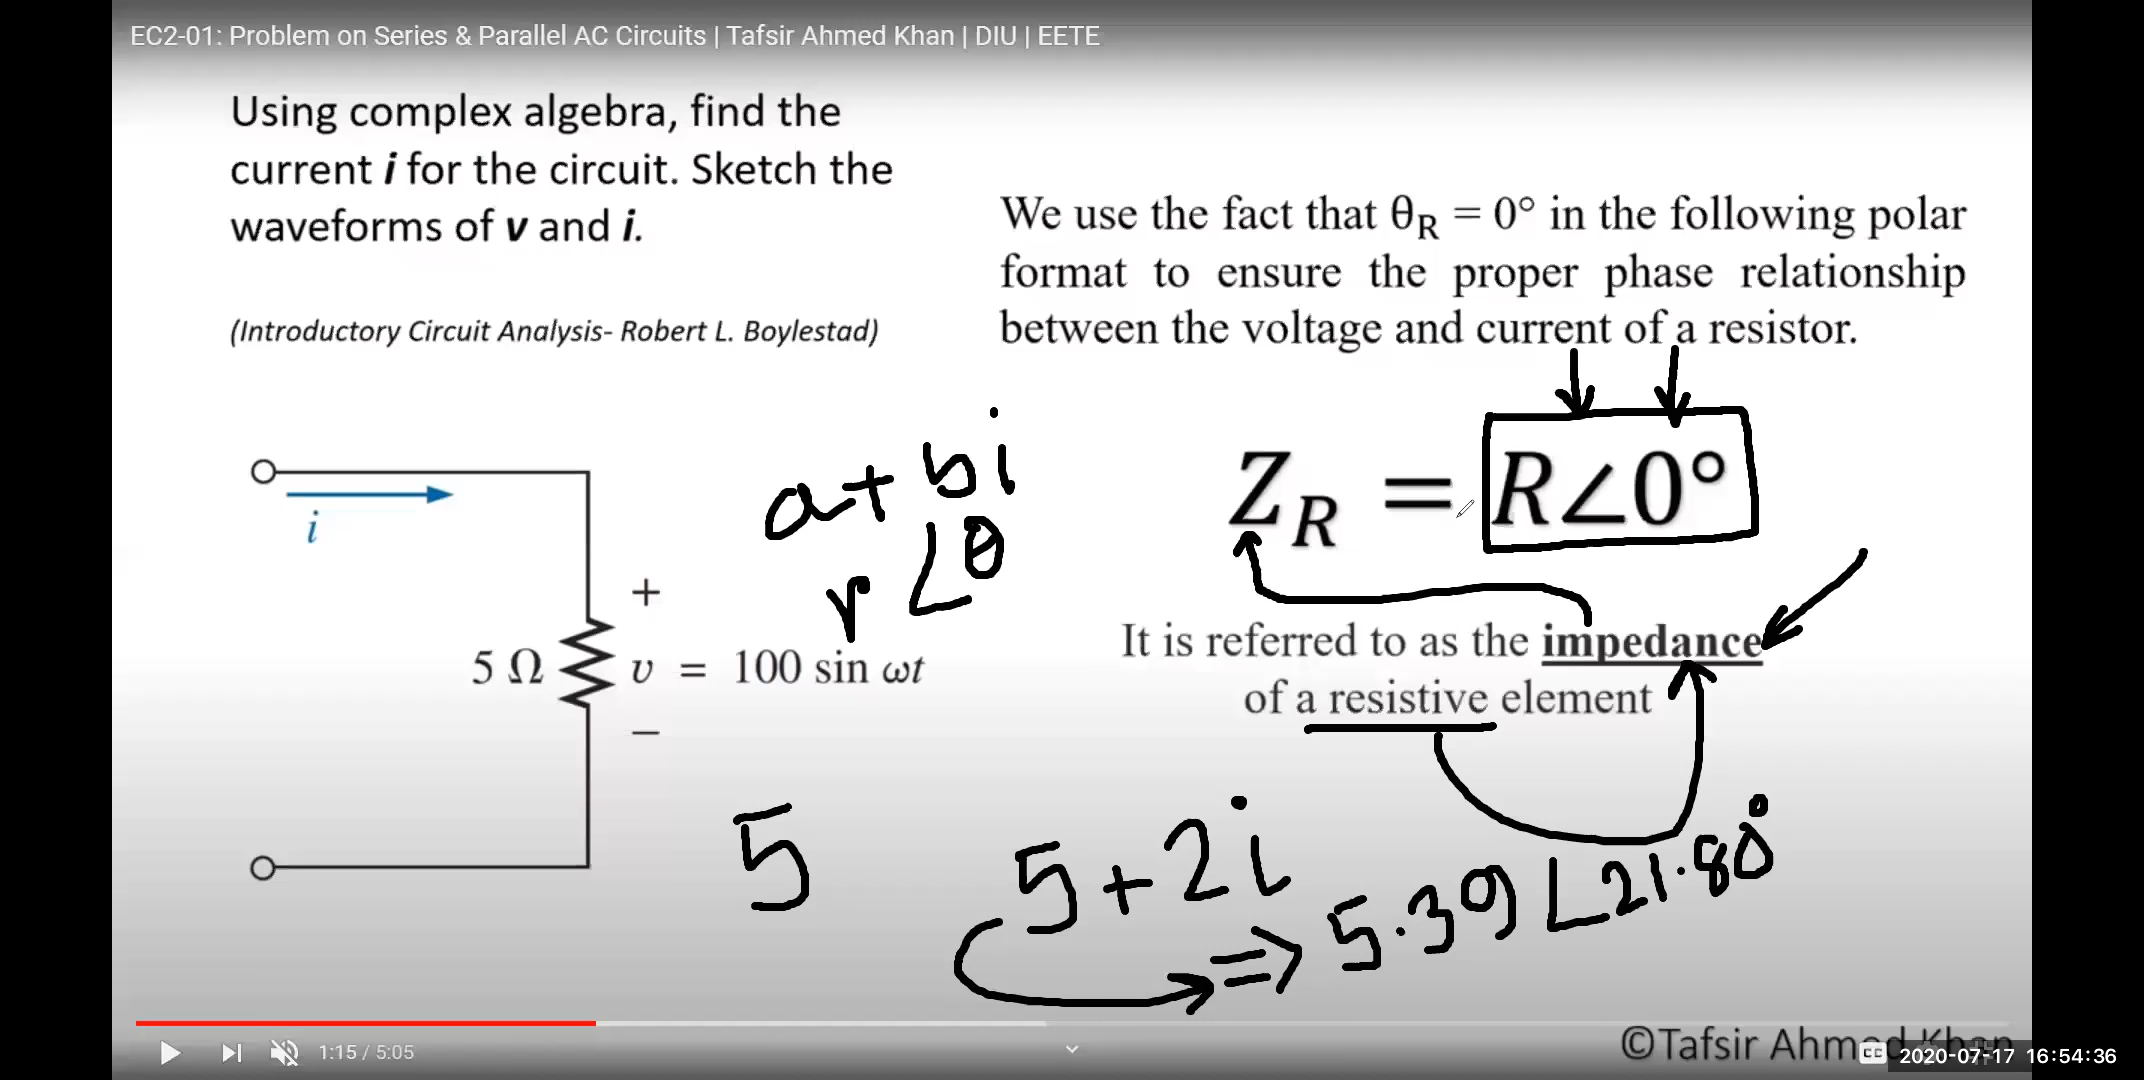 EC2-01: Problem on Series & Parallel AC Circuits | Tafsir Ahmed Khan | DIU | EETE
Using complex algebra, find the
current i for the circuit. Sketch the
waveforms of v and i.
(Introductory Circuit Analysis- Robert L. Boylestad)
We use the fact that θR = 0° in the following polar
format to ensure the proper phase relationship
between the voltage and current of a resistor.
a+bi
r∠θ
Z_R = R∠0°
i
+
5 Ω v = 100 sin ωt
−
It is referred to as the impedance
of a resistive element
5
5+2i
⇒ 5.39∠21.80°
1:15 / 5:05
©Tafsir Ahmed Khan
CC
2020-07-17 16:54:36